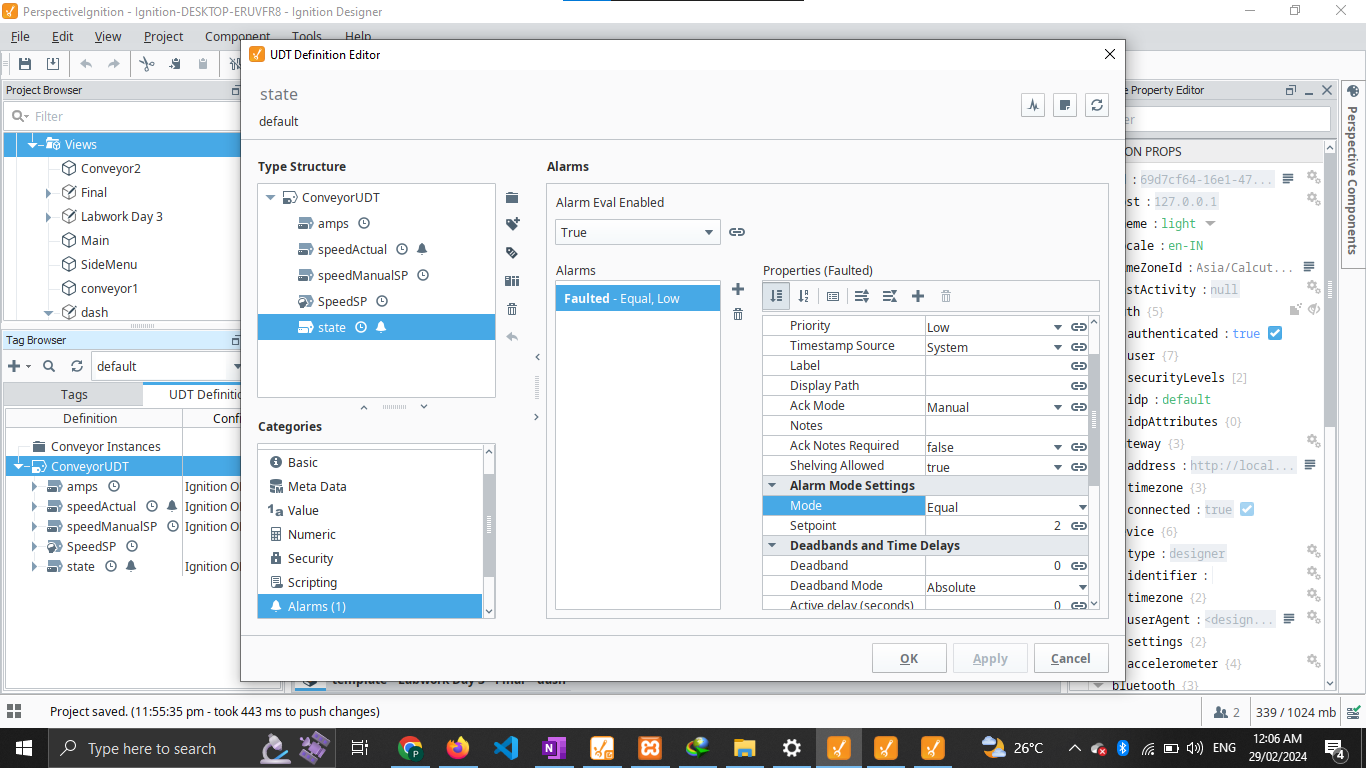 PerspectiveIgnition - Ignition-DESKTOP-ERUVFR8 - Ignition Designer
File Edit View Project Component Tools Help
Project Browser
Filter
Views
Conveyor2
Final
Labwork Day 3
Main
SideMenu
conveyor1
dash
Tag Browser
default
Tags UDT Definitio
Definition Conf
Conveyor Instances
ConveyorUDT
amps Ignition O
speedActual Ignition O
speedManualSP Ignition O
SpeedSP
state Ignition O
UDT Definition Editor
state
default
Type Structure
ConveyorUDT
amps
speedActual
speedManualSP
SpeedSP
state
Categories
Basic
Meta Data
Value
Numeric
Security
Scripting
Alarms (1)
Alarms
Alarm Eval Enabled
True
Alarms
Faulted - Equal, Low
Properties (Faulted)
Priority Low
Timestamp Source System
Label
Display Path
Ack Mode Manual
Notes
Ack Notes Required false
Shelving Allowed true
Alarm Mode Settings
Mode Equal
Setpoint 2
Deadbands and Time Delays
Deadband 0
Deadband Mode Absolute
Active delay (seconds) 0
OK Apply Cancel
e Property Editor
er
ON PROPS
: 69d7cf64-16e1-47...
ost : 127.0.0.1
eme : light
cale : en-IN
meZoneId : Asia/Calcut...
stActivity : null
th {5}
authenticated : true
user {7}
securityLevels [2]
idp : default
idpAttributes {0}
teway {3}
address : http://local...
timezone {3}
connected : true
vice {6}
type : designer
identifier :
timezone {2}
userAgent : <design...
settings {2}
accelerometer {4}
bluetooth {3}
Perspective Components
template - Labwork Day 3 - Final - dash
Project saved. (11:55:35 pm - took 443 ms to push changes)
2 339 / 1024 mb
Type here to search
26°C
ENG
12:06 AM
29/02/2024
4